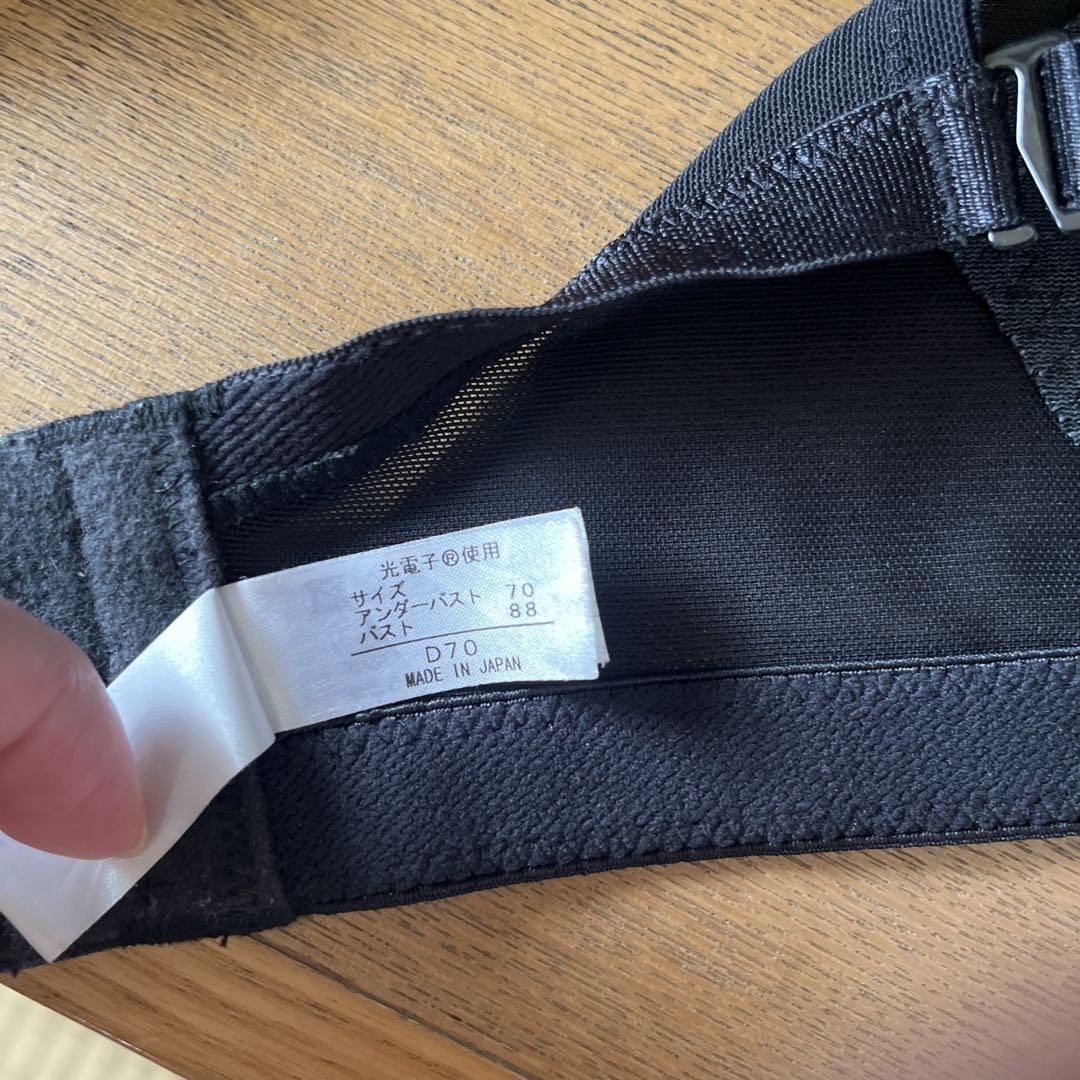 光電子®使用
サイズ
アンダーバスト 70
バスト 88
D70
MADE IN JAPAN